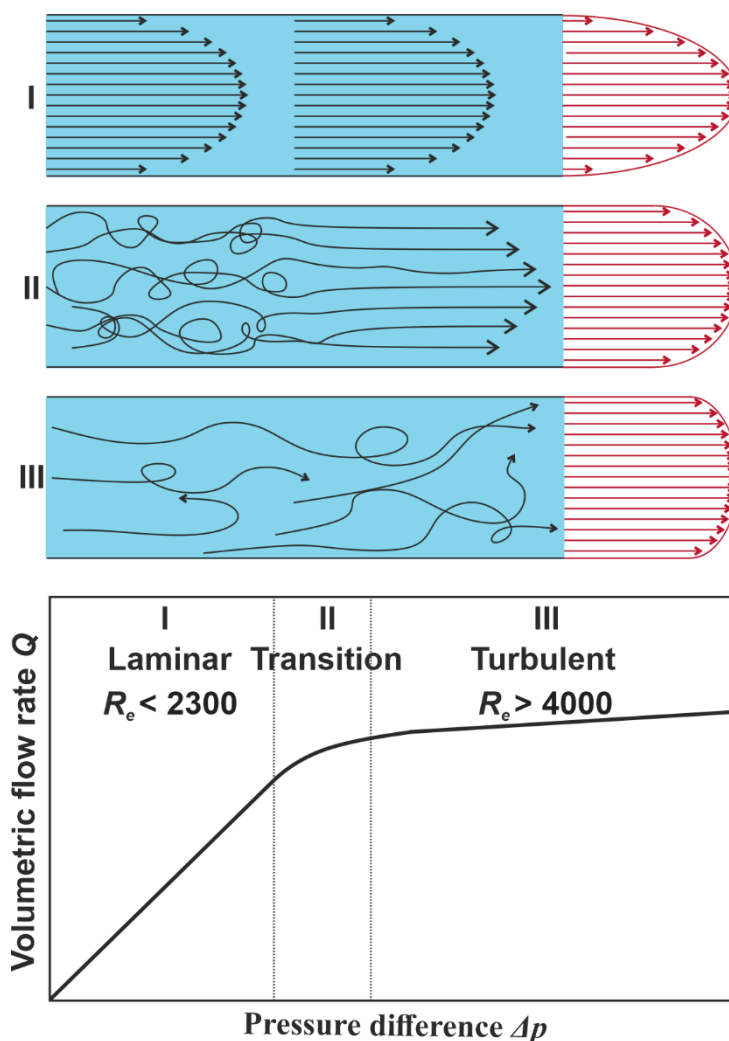 I
II
III
I
II
III
Laminar
Transition
Turbulent
Re < 2300
Re > 4000
Volumetric flow rate Q
Pressure difference Δp